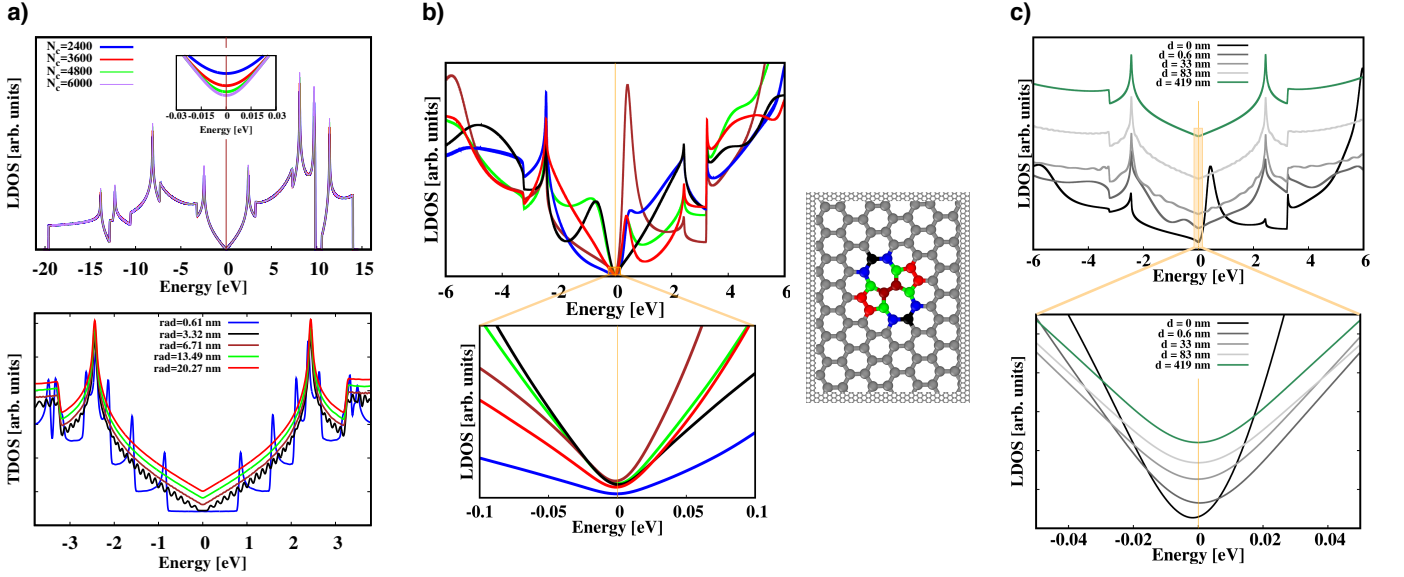 a)
N_c=2400
N_c=3600
N_c=4800
N_c=6000
-0.03 -0.015 0 0.015 0.03
Energy [eV]
LDOS [arb. units]
-20 -15 -10 -5 0 5 10 15
Energy [eV]
rad=0.61 nm
rad=3.32 nm
rad=6.71 nm
rad=13.49 nm
rad=20.27 nm
TDOS [arb. units]
-3 -2 -1 0 1 2 3
Energy [eV]
b)
LDOS [arb. units]
-6 -4 -2 0 2 4 6
Energy [eV]
LDOS [arb. units]
-0.1 -0.05 0 0.05 0.1
Energy [eV]
c)
d = 0 nm
d = 0.6 nm
d = 33 nm
d = 83 nm
d = 419 nm
LDOS [arb. units]
-6 -4 -2 0 2 4 6
Energy [eV]
d = 0 nm
d = 0.6 nm
d = 33 nm
d = 83 nm
d = 419 nm
LDOS [arb. units]
-0.04 -0.02 0 0.02 0.04
Energy [eV]